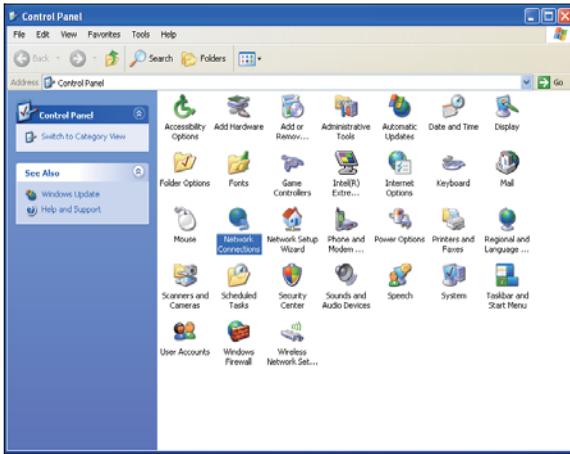 Control Panel
File Edit View Favorites Tools Help
Back Search Folders
Address Control Panel Go
Control Panel
Switch to Category View
See Also
Windows Update
Help and Support
Accessibility Options
Add Hardware
Add or Remov...
Administrative Tools
Automatic Updates
Date and Time
Display
Folder Options
Fonts
Game Controllers
Intel(R) Extre...
Internet Options
Keyboard
Mail
Mouse
Network Connections
Network Setup Wizard
Phone and Modem ...
Power Options
Printers and Faxes
Regional and Language ...
Scanners and Cameras
Scheduled Tasks
Security Center
Sounds and Audio Devices
Speech
System
Taskbar and Start Menu
User Accounts
Windows Firewall
Wireless Network Set...